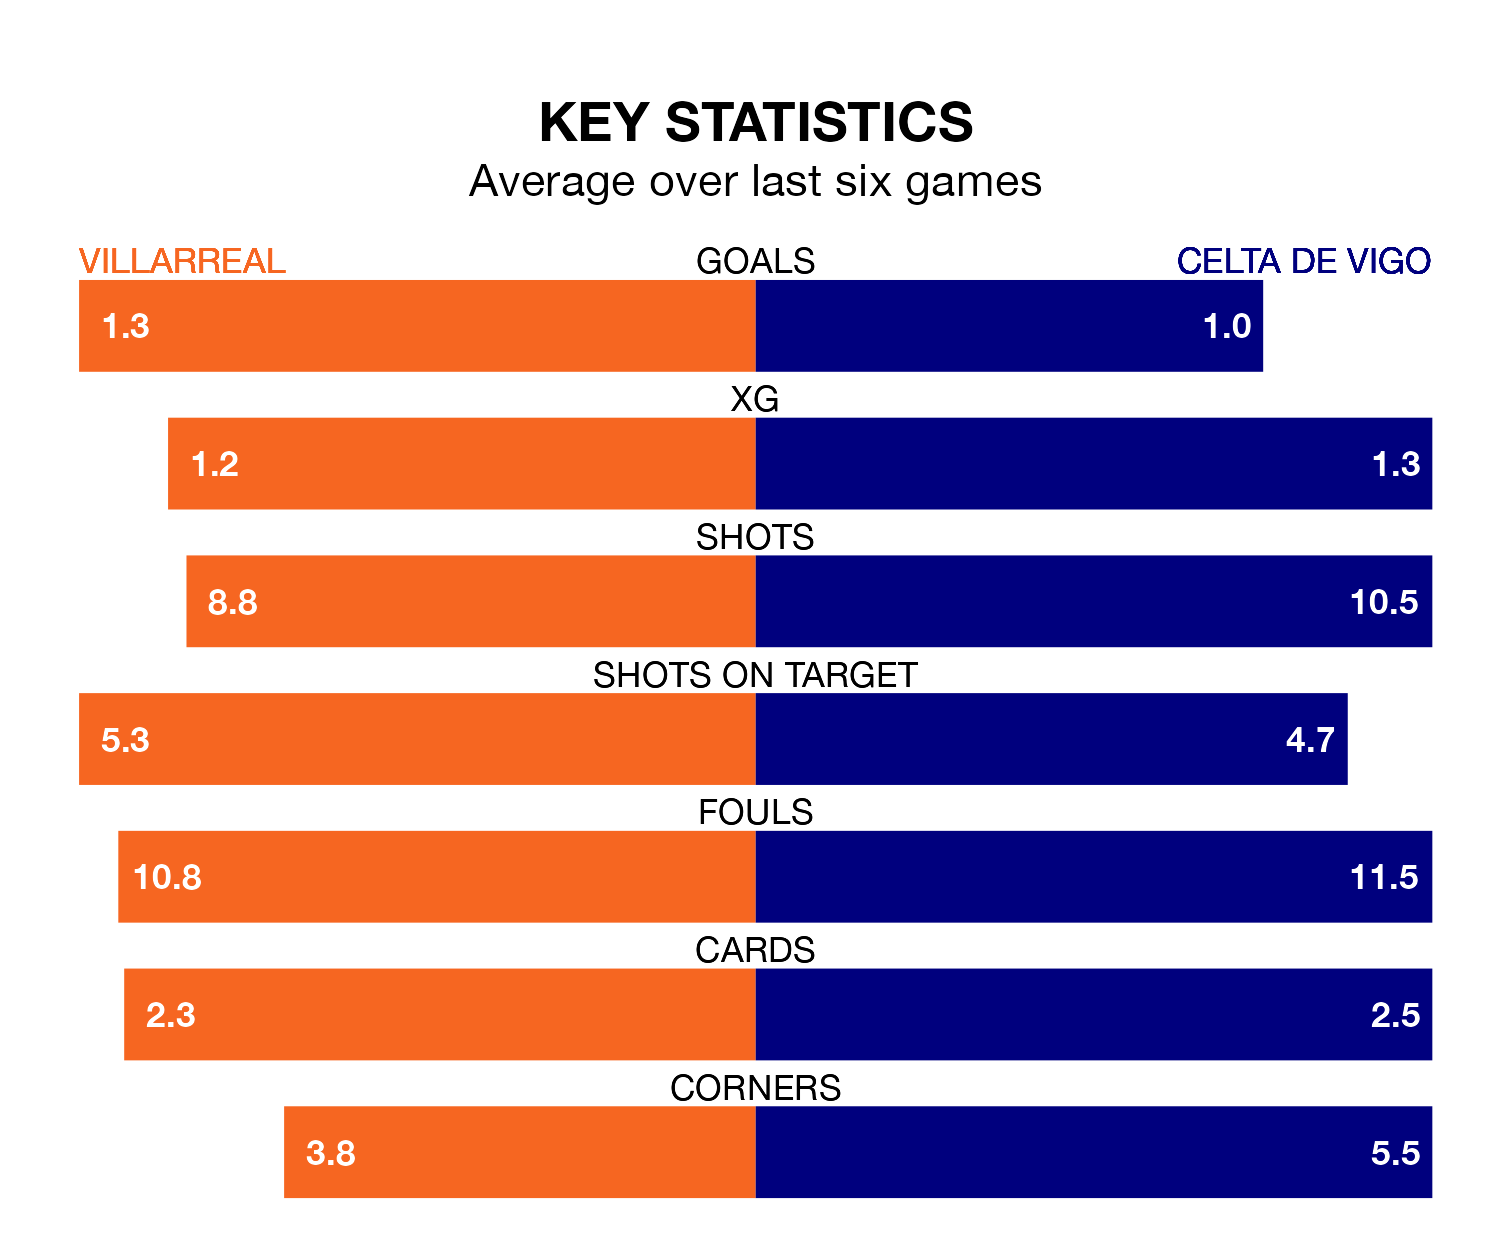 KEY STATISTICS
Average over last six games
VILLARREAL GOALS CELTA DE VIGO
1.3 1.0
XG
1.2 1.3
SHOTS
8.8 10.5
SHOTS ON TARGET
5.3 4.7
FOULS
10.8 11.5
CARDS
2.3 2.5
CORNERS
3.8 5.5